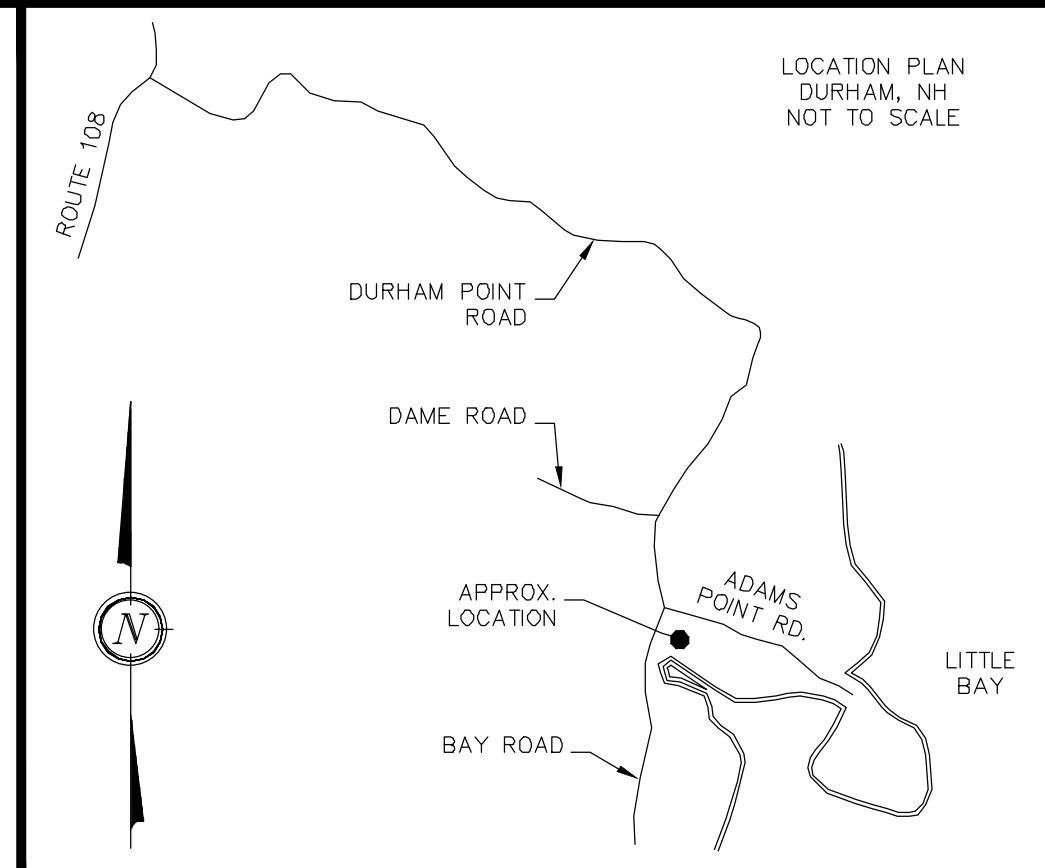 LOCATION PLAN
DURHAM, NH
NOT TO SCALE
ROUTE 108
DURHAM POINT
ROAD
DAME ROAD
APPROX.
LOCATION
ADAMS
POINT RD.
N
LITTLE
BAY
BAY ROAD